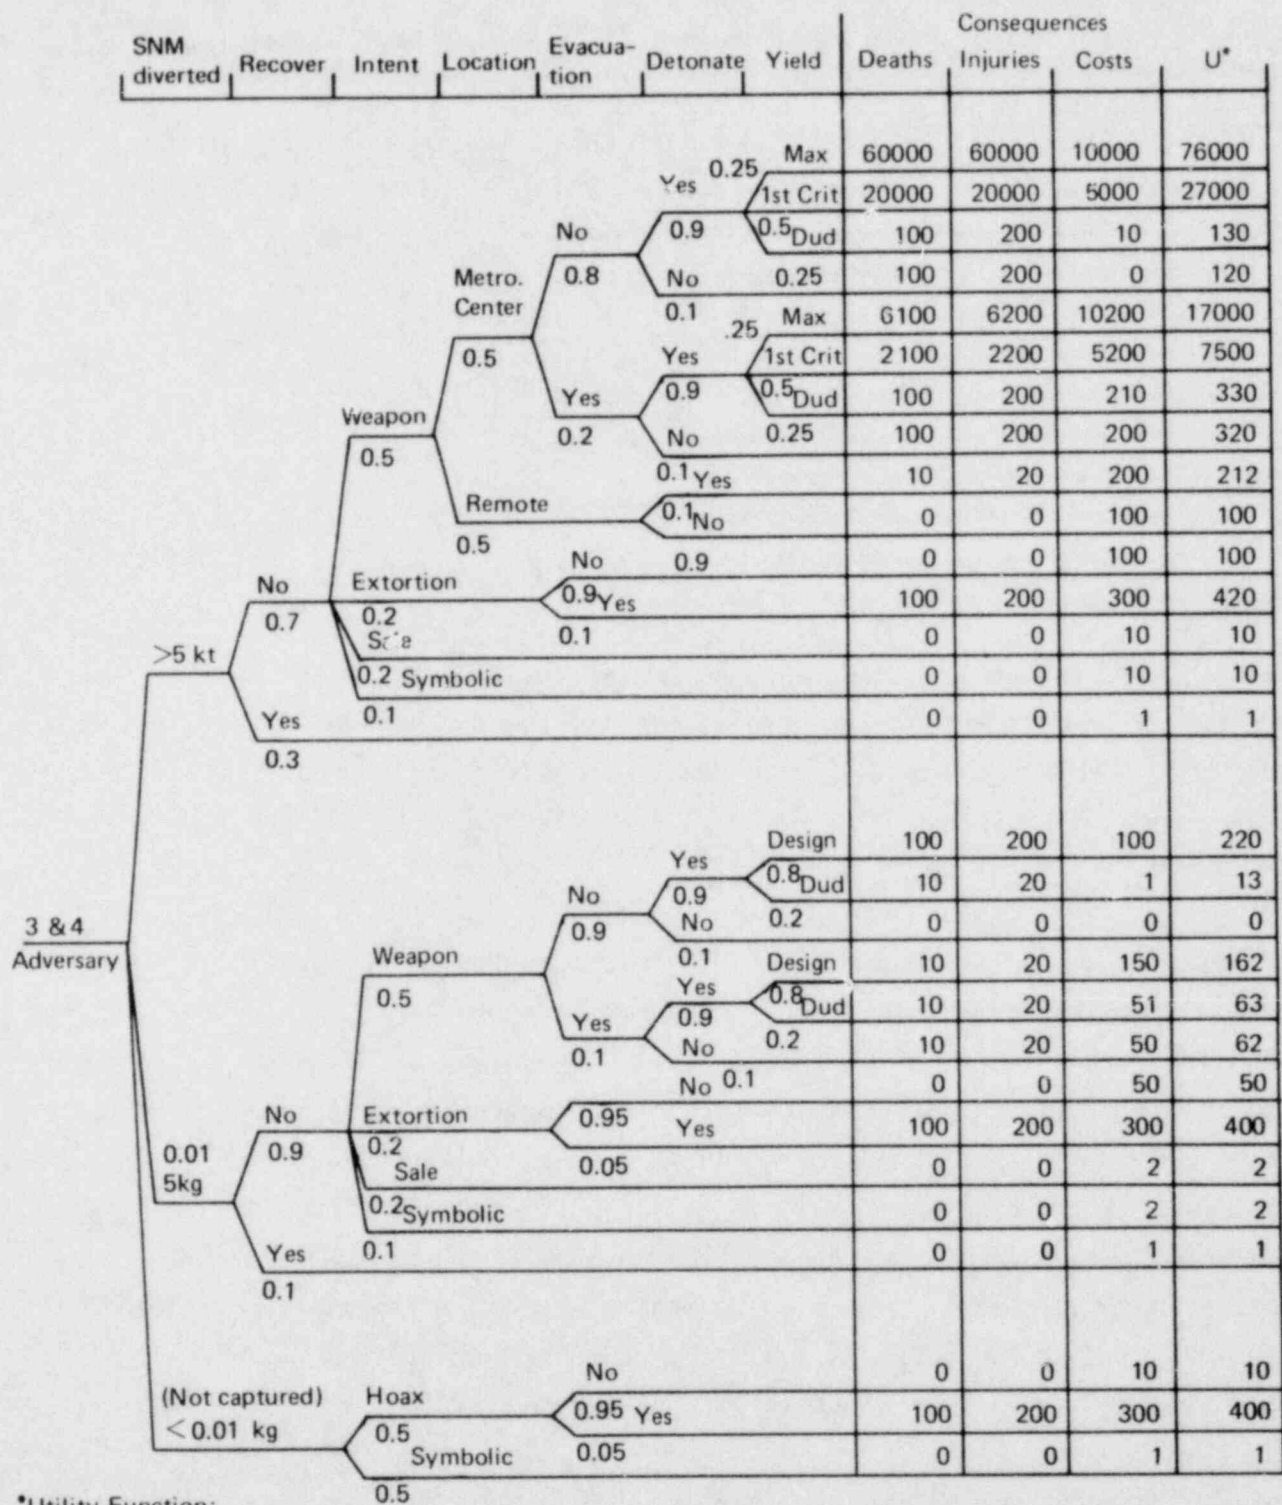 Consequences
SNM diverted Recover Intent Location Evacua- tion Detonate Yield Deaths Injuries Costs U*
0.25 Max 60000 60000 10000 76000
Yes 1st Crit 20000 20000 5000 27000
No 0.9 0.5 Dud 100 200 10 130
Metro. Center 0.8 No 0.25 100 200 0 120
0.1 .25 Max 6100 6200 10200 17000
0.5 Yes 1st Crit 2100 2200 5200 7500
Weapon Yes 0.9 0.5 Dud 100 200 210 330
0.5 0.2 No 0.25 100 200 200 320
0.1 Yes 10 20 200 212
Remote 0.1 No 0 0 100 100
0.5 No 0.9 0 0 100 100
No Extortion 0.9 Yes 100 200 300 420
0.7 0.2 0.1 0 0 10 10
>5 kt 0.2 Symbolic 0 0 10 10
Yes 0.1 0 0 1 1
0.3
Design 100 200 100 220
Yes 0.8 Dud 10 20 1 13
No 0.9 No 0.2 0 0 0 0
3 & 4 Adversary Weapon 0.9 0.1 Design 10 20 150 162
0.5 Yes 0.8 Dud 10 20 51 63
Yes 0.9 No 0.2 10 20 50 62
0.1 No 0.1 0 0 50 50
No Extortion 0.95 Yes 100 200 300 400
0.01 5kg 0.9 0.2 Sale 0.05 0 0 2 2
0.2 Symbolic 0 0 2 2
Yes 0.1 0 0 1 1
0.1
No 0 0 10 10
(Not captured) Hoax 0.95 Yes 100 200 300 400
<0.01 kg 0.5 Symbolic 0.05 0 0 1 1
0.5
*Utility Function: